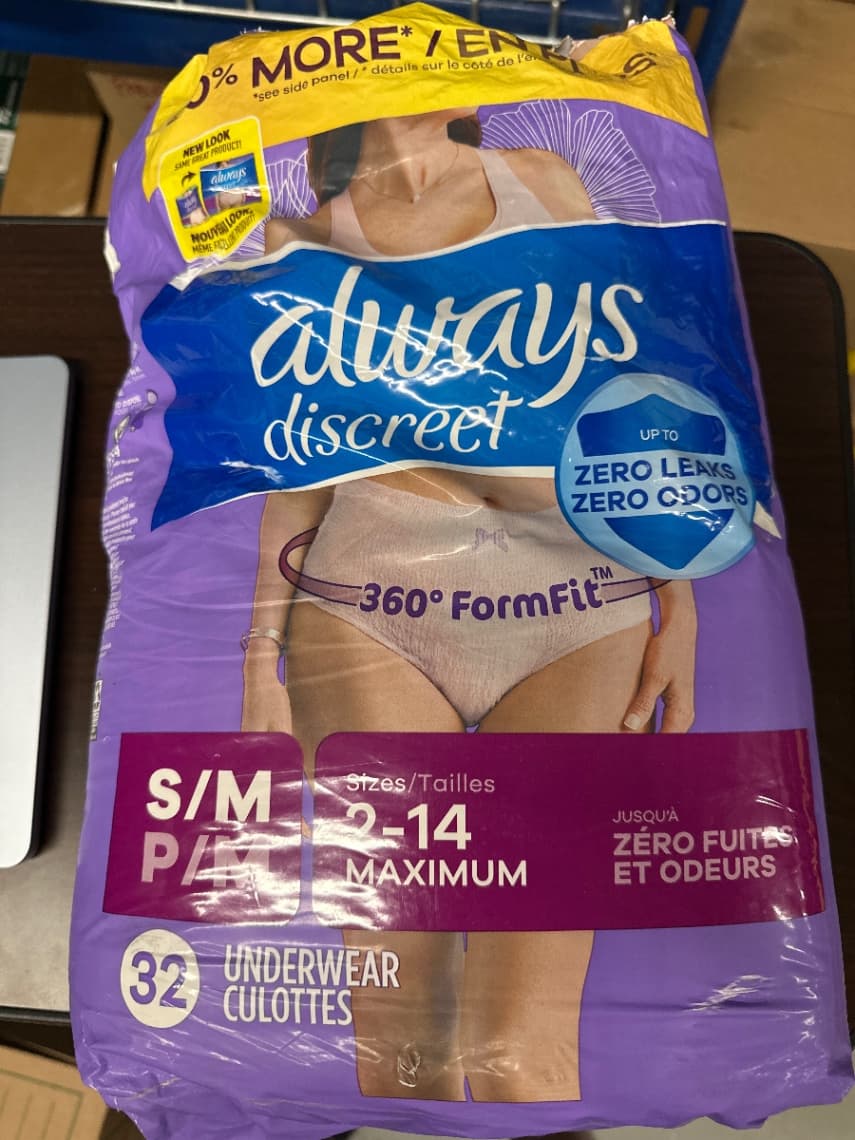 0% MORE* / EN
*see side panel / * détails sur le côté de l'e
NEW LOOK
SAME GREAT PRODUCT!
always
NOUVEAU LOOK,
always
discreet
UP TO
ZERO LEAKS
ZERO ODORS
360° FormFit™
S/M
P/M
Sizes/Tailles
2-14
MAXIMUM
JUSQU'À
ZÉRO FUITES
ET ODEURS
32
UNDERWEAR
CULOTTES